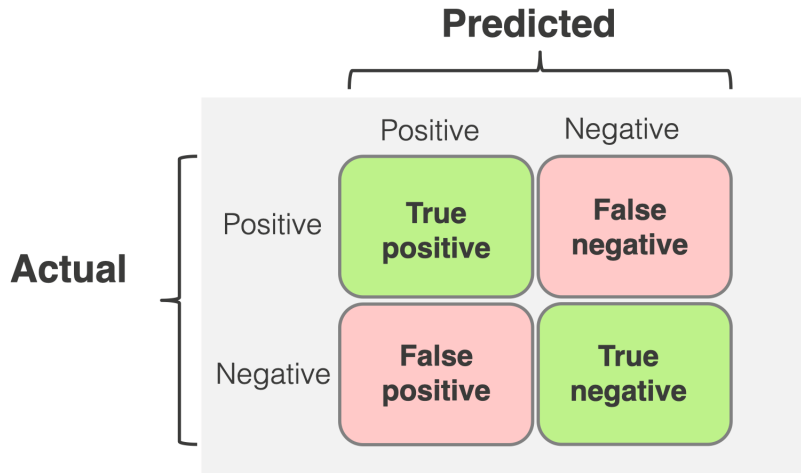 Predicted
Positive
Negative
Actual
Positive
True
positive
False
negative
Negative
False
positive
True
negative